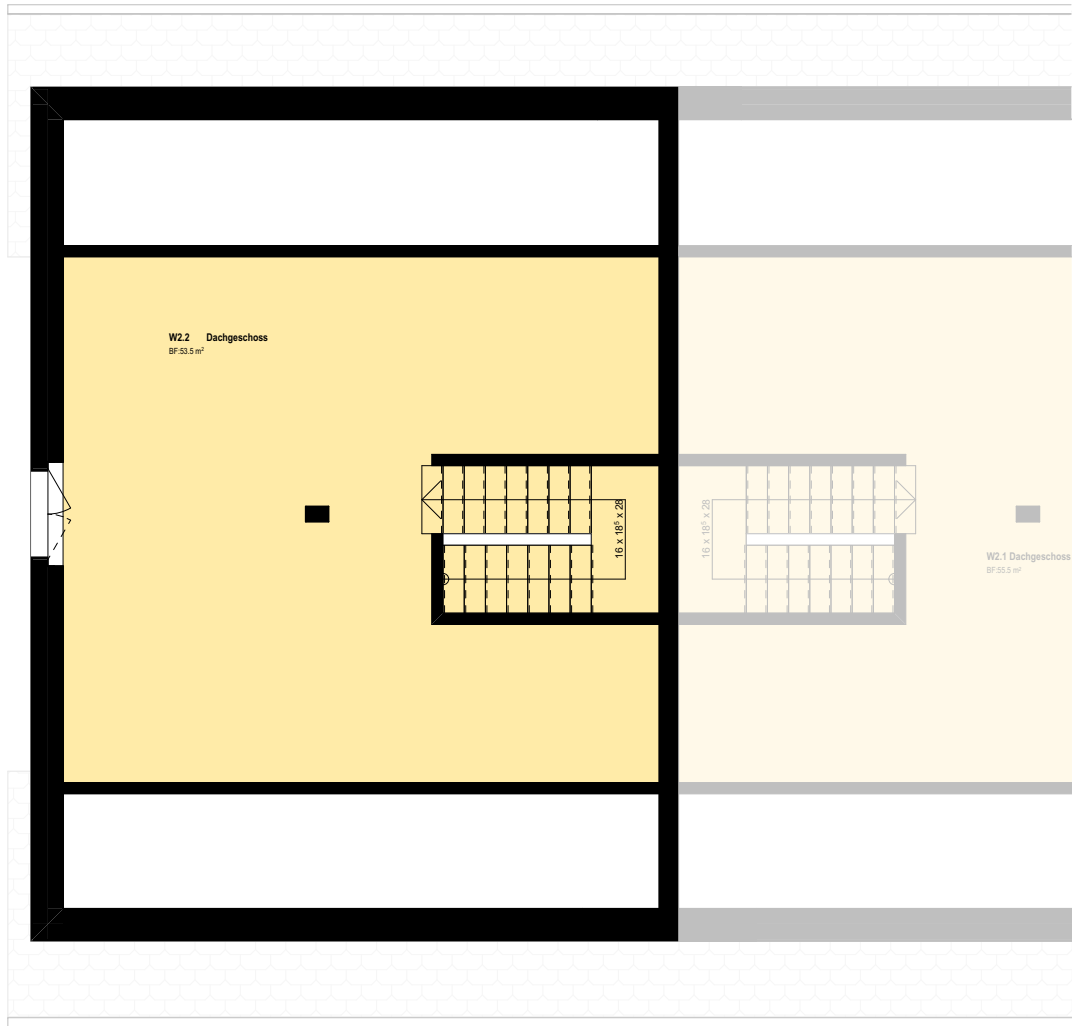 W2.2 Dachgeschoss
BF:53.5 m²
16 x 18⁵ x 28
16 x 18⁵ x 28
W2.1 Dachgeschoss
BF:55.5 m²